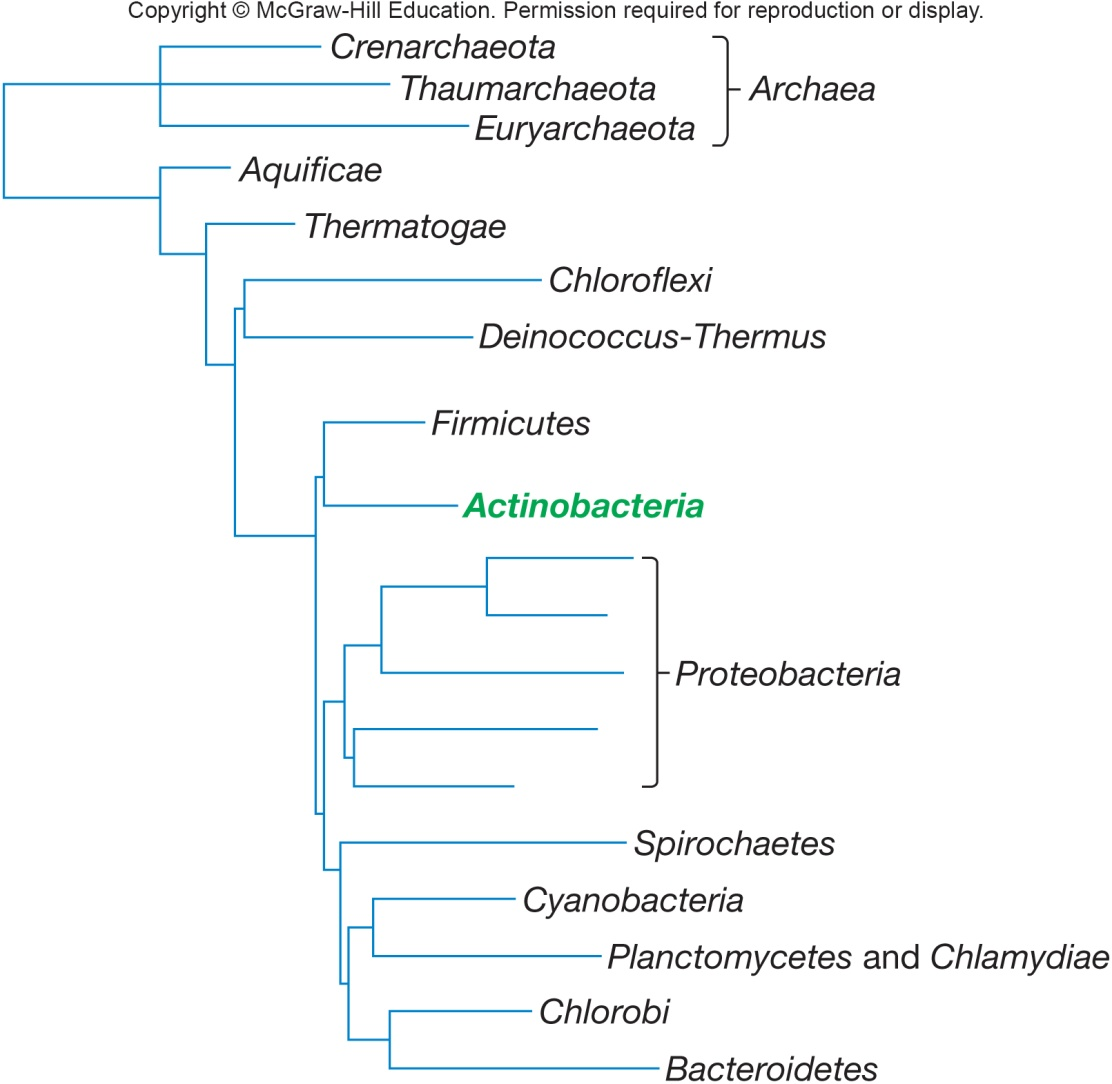 Copyright © McGraw-Hill Education. Permission required for reproduction or display.
Crenarchaeota
Thaumarchaeota
Archaea
Euryarchaeota
Aquificae
Thermatogae
Chloroflexi
Deinococcus-Thermus
Firmicutes
Actinobacteria
Proteobacteria
Spirochaetes
Cyanobacteria
Planctomycetes and Chlamydiae
Chlorobi
Bacteroidetes